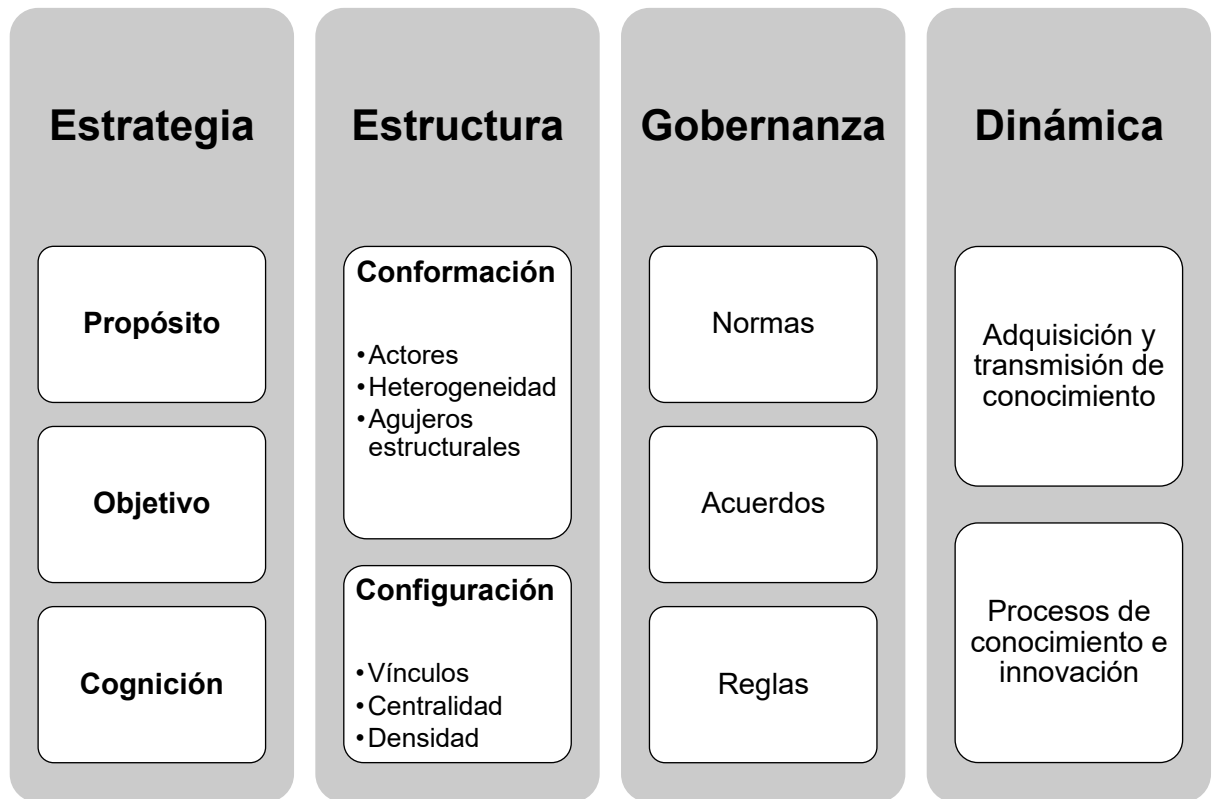 Estrategia
Propósito
Objetivo
Cognición
Estructura
Conformación
•Actores
•Heterogeneidad
•Agujeros
estructurales
Configuración
•Vínculos
•Centralidad
•Densidad
Gobernanza
Normas
Acuerdos
Reglas
Dinámica
Adquisición y
transmisión de
conocimiento
Procesos de
conocimiento e
innovación